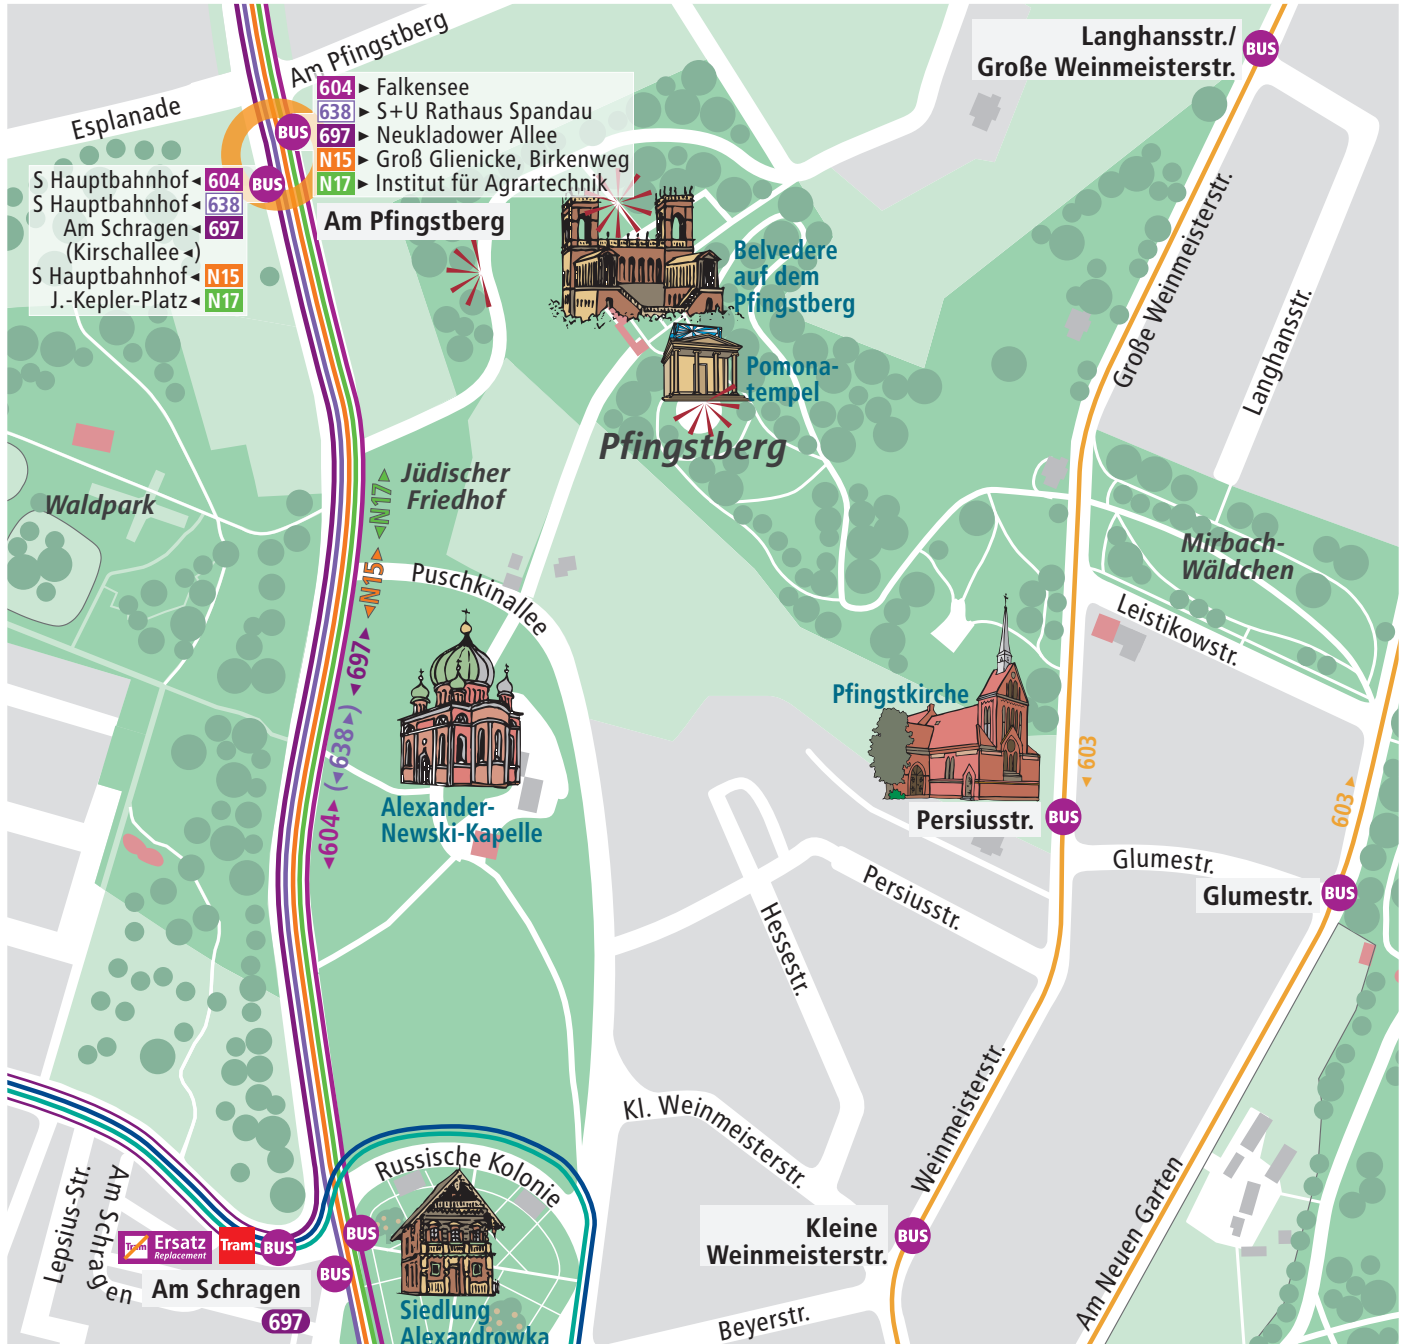 Langhansstr./
Große Weinmeisterstr.
BUS
Am Pfingstberg
Esplanade
BUS
604 ► Falkensee
638 ► S+U Rathaus Spandau
697 ► Neukladower Allee
N15 ► Groß Glienicke, Birkenweg
N17 ► Institut für Agrartechnik
BUS
S Hauptbahnhof ◄ 604
S Hauptbahnhof ◄ 638
Am Schragen ◄ 697
(Kirschallee ◄)
S Hauptbahnhof ◄ N15
J.-Kepler-Platz ◄ N17
Am Pfingstberg
Belvedere
auf dem
Pfingstberg
Pomona-
tempel
Pfingstberg
Große Weinmeisterstr.
Langhansstr.
Waldpark
Jüdischer
Friedhof
◄N17►
◄N15►
◄697►
(◄638►)
◄604►
Puschkinallee
Mirbach-
Wäldchen
Leistikowstr.
Pfingstkirche
◄ 603
603 ►
Alexander-
Newski-Kapelle
Persiusstr.
BUS
Glumestr.
Glumestr.
BUS
Persiusstr.
Hessestr.
Kl. Weinmeisterstr.
Weinmeisterstr.
Am Neuen Garten
Russische Kolonie
Lepsius-Str.
Am Schragen
Tram
Ersatz
Replacement
Tram
BUS
BUS
BUS
Am Schragen
697
Kleine
Weinmeisterstr.
BUS
Siedlung
Alexandrowka
Beyerstr.